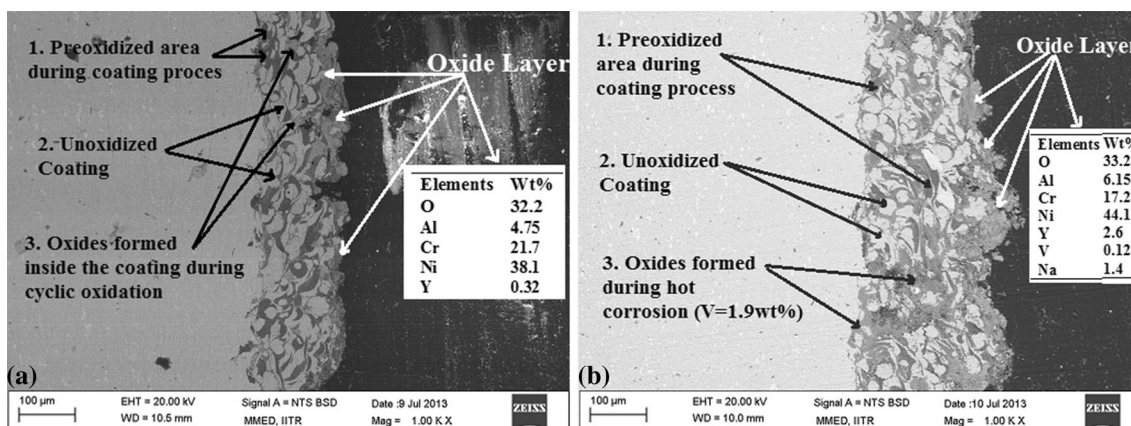 1. Preoxidized area
during coating proces
Oxide Layer
2. Unoxidized
Coating
3. Oxides formed
inside the coating during
cyclic oxidation
Elements Wt%
O 32.2
Al 4.75
Cr 21.7
Ni 38.1
Y 0.32
(a)
100 µm
EHT = 20.00 kV
WD = 10.5 mm
Signal A = NTS BSD
MMED, IITR
Date :9 Jul 2013
Mag = 1.00 K X
ZEISS
1. Preoxidized
area during
coating process
Oxide Layer
2. Unoxidized
Coating
3. Oxides formed
during hot
corrosion (V=1.9wt%)
Elements Wt%
O 33.2
Al 6.15
Cr 17.2
Ni 44.1
Y 2.6
V 0.12
Na 1.4
(b)
100 µm
EHT = 20.00 kV
WD = 10.0 mm
Signal A = NTS BSD
MMED, IITR
Date :10 Jul 2013
Mag = 1.00 K X
ZEISS